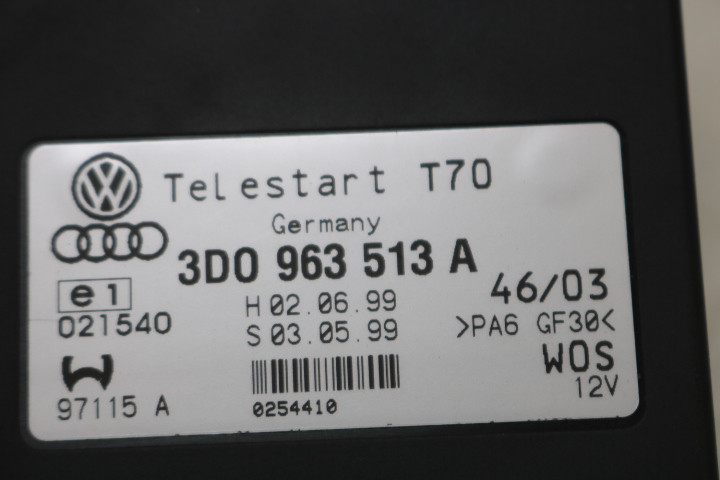 Telestart T70
Germany
3D0 963 513 A
e1
021540
H 02.06.99
S 03.05.99
46/03
>PA6 GF30<
WOS
12V
97115 A
0254410